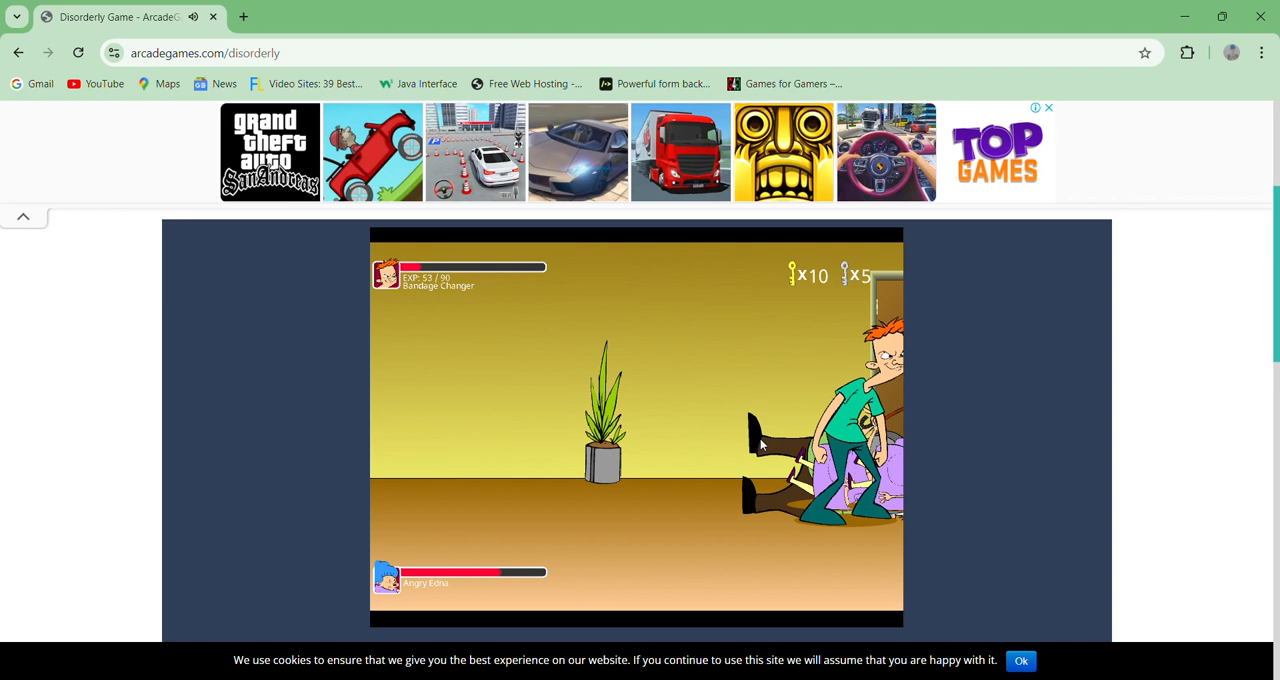 Disorderly Game - ArcadeG
arcadegames.com/disorderly
Gmail YouTube Maps News Video Sites: 39 Best... Java Interface Free Web Hosting -... Powerful form back... Games for Gamers –...
grand
theft
auto
San Andreas
TOP
GAMES
EXP: 53 / 90
Bandage Changer
x10 x5
Angry Edna
We use cookies to ensure that we give you the best experience on our website. If you continue to use this site we will assume that you are happy with it. Ok